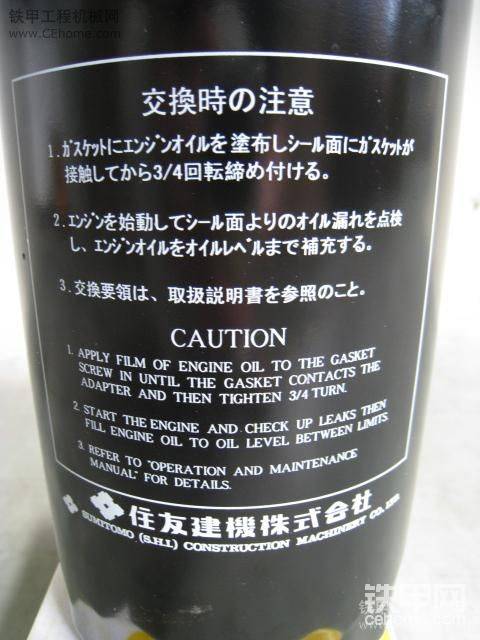 铁甲工程机械网
www.CEhome.com
交換時の注意
1.ｶﾞｽｹｯﾄにｴﾝｼﾞﾝｵｲﾙを塗布しｼｰﾙ面にｶﾞｽｹｯﾄが
接触してから3/4回転締め付ける。
2.ｴﾝｼﾞﾝを始動してｼｰﾙ面よりのｵｲﾙ漏れを点検
し、ｴﾝｼﾞﾝｵｲﾙをｵｲﾙﾚﾍﾞﾙまで補充する。
3.交換要領は、取扱説明書を参照のこと。
CAUTION
1. APPLY FILM OF ENGINE OIL TO THE GASKET
SCREW IN UNTIL THE GASKET CONTACTS THE
ADAPTER AND THEN TIGHTEN 3/4 TURN.
2. START THE ENGINE AND CHECK UP LEAKS THEN
FILL ENGINE OIL TO OIL LEVEL BETWEEN LIMITS.
3. REFER TO "OPERATION AND MAINTENANCE
MANUAL" FOR DETAILS.
住友建機株式会社
SUMITOMO (S.H.I.) CONSTRUCTION MACHINERY CO. LTD.
铁甲网
cehome.com